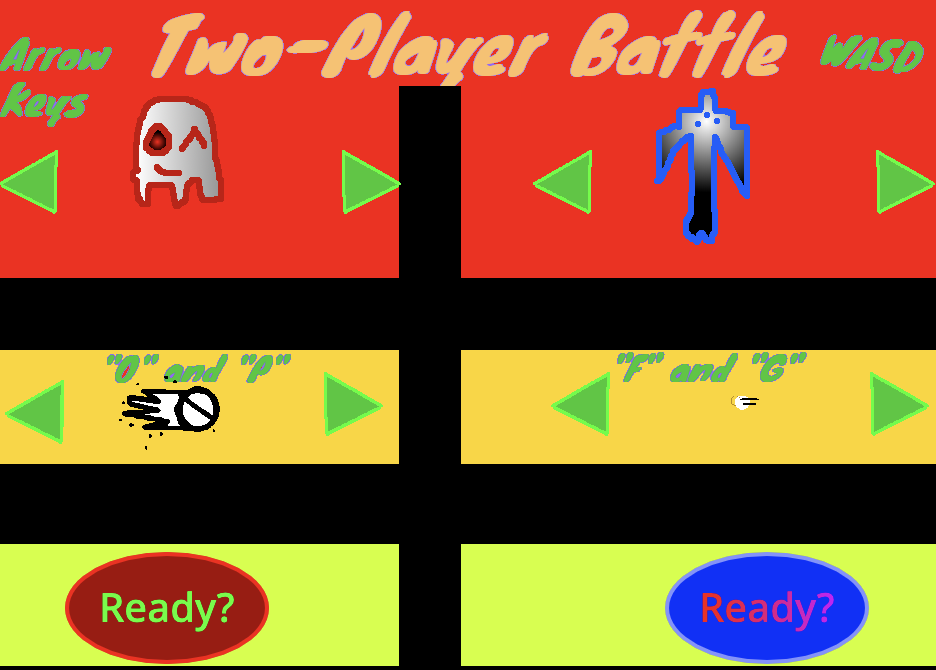 Two-Player Battle
Arrow
Keys
WASD
"O" and "P"
"F" and "G"
Ready?
Ready?